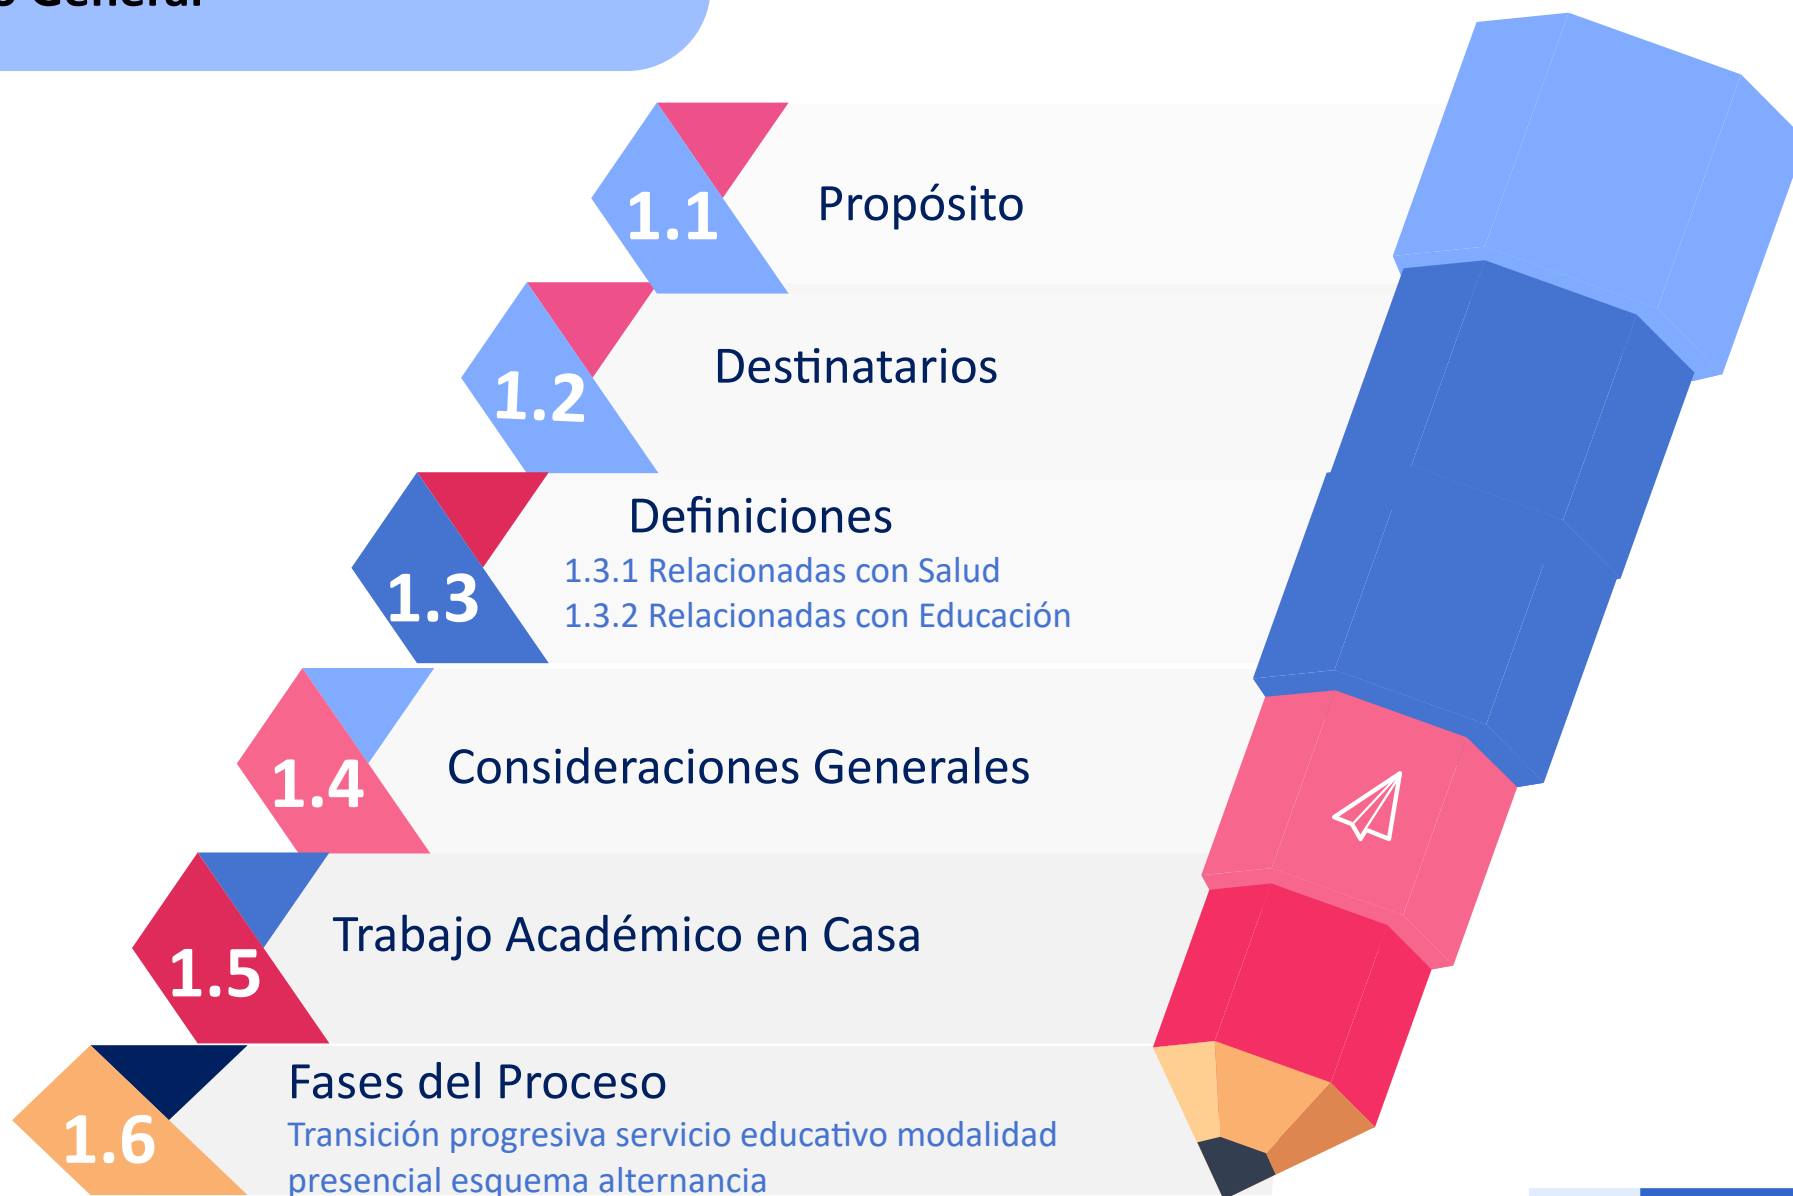 General
1.1
Propósito
1.2
Destinatarios
1.3
Definiciones
1.3.1 Relacionadas con Salud
1.3.2 Relacionadas con Educación
1.4
Consideraciones Generales
1.5
Trabajo Académico en Casa
1.6
Fases del Proceso
Transición progresiva servicio educativo modalidad
presencial esquema alternancia